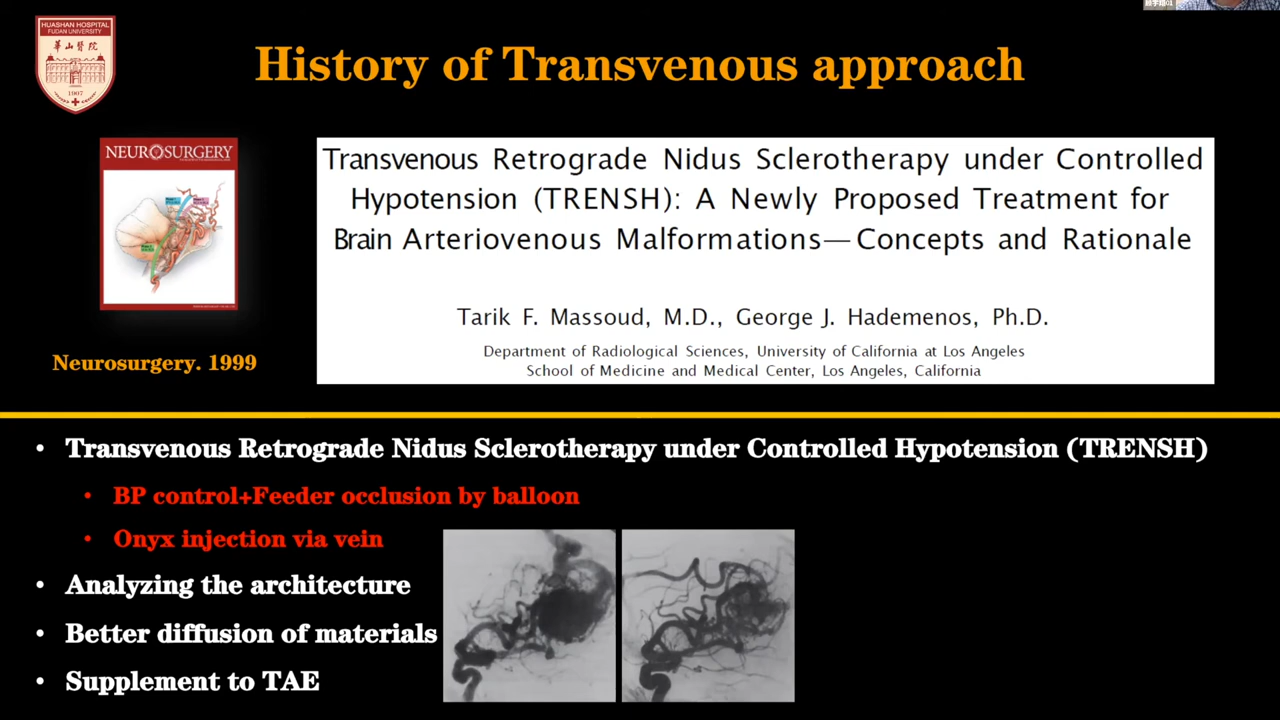 HUASHAN HOSPITAL
FUDAN UNIVERSITY
華山醫院
1907
History of Transvenous approach
NEUROSURGERY
Transvenous Retrograde Nidus Sclerotherapy under Controlled
Hypotension (TRENSH): A Newly Proposed Treatment for
Brain Arteriovenous Malformations—Concepts and Rationale
Tarik F. Massoud, M.D., George J. Hademenos, Ph.D.
Department of Radiological Sciences, University of California at Los Angeles
School of Medicine and Medical Center, Los Angeles, California
Neurosurgery. 1999
• Transvenous Retrograde Nidus Sclerotherapy under Controlled Hypotension (TRENSH)
• BP control+Feeder occlusion by balloon
• Onyx injection via vein
• Analyzing the architecture
• Better diffusion of materials
• Supplement to TAE